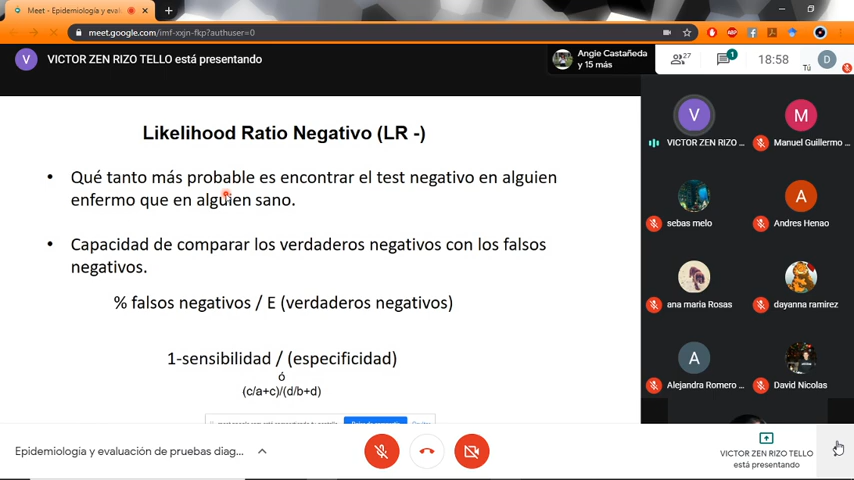 Meet - Epidemiología y eval
meet.google.com/imf-xxjn-fkp?authuser=0
ABP
V
VICTOR ZEN RIZO TELLO está presentando
Angie Castañeda
y 15 más
27
1
18:58
Tú
D
Likelihood Ratio Negativo (LR -)
• Qué tanto más probable es encontrar el test negativo en alguien
enfermo que en alguien sano.
• Capacidad de comparar los verdaderos negativos con los falsos
negativos.
% falsos negativos / E (verdaderos negativos)
1-sensibilidad / (especificidad)
ó
(c/a+c)/(d/b+d)
V
VICTOR ZEN RIZO ...
M
Manuel Guillermo ...
sebas melo
A
Andres Henao
ana maria Rosas
dayanna ramirez
A
Alejandra Romero ...
David Nicolas
Epidemiología y evaluación de pruebas diag...
VICTOR ZEN RIZO TELLO
está presentando